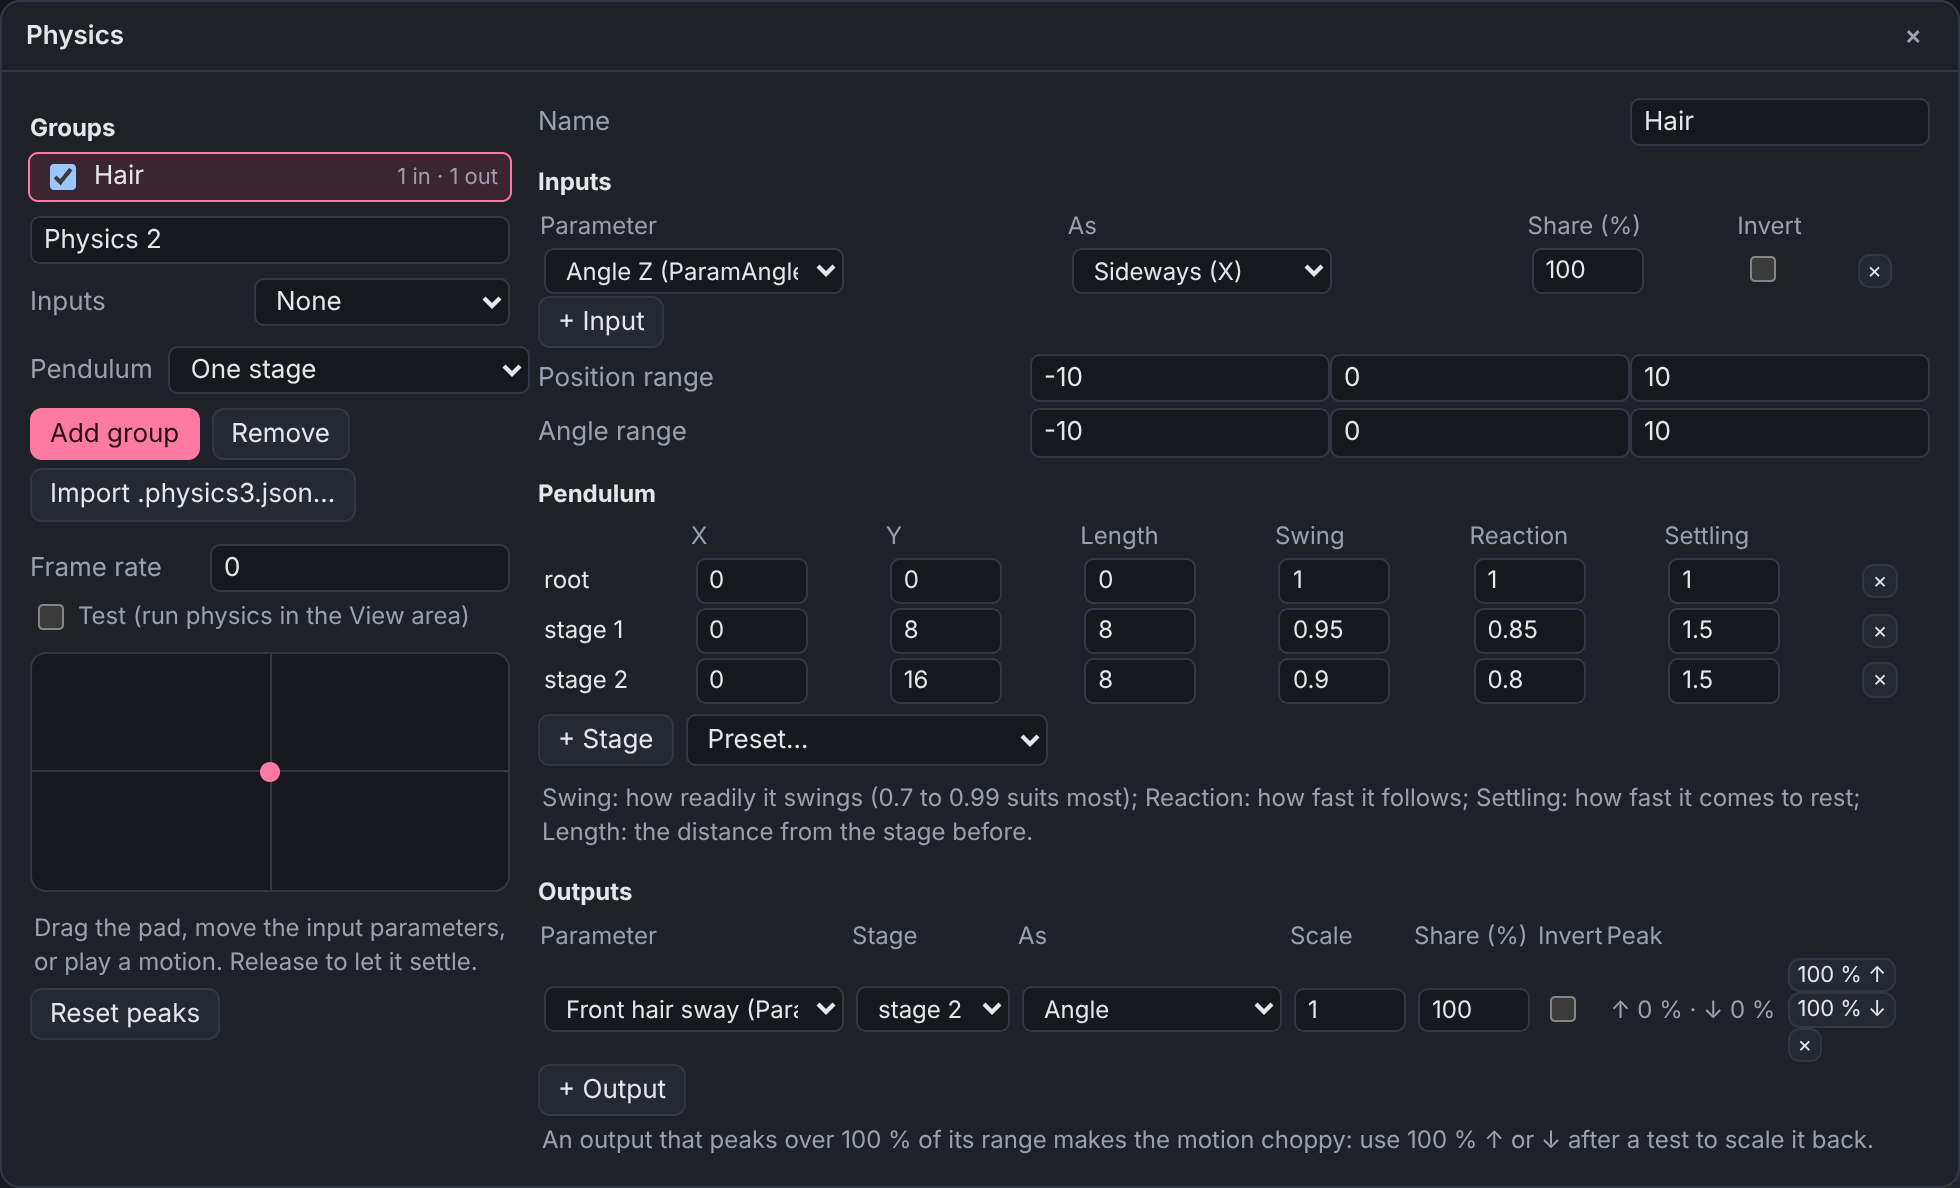 Physics ×
Groups
Hair 1 in · 1 out
Physics 2
Inputs None
Pendulum One stage
Add group Remove
Import .physics3.json...
Frame rate 0
Test (run physics in the View area)
Drag the pad, move the input parameters,
or play a motion. Release to let it settle.
Reset peaks
Name Hair
Inputs
Parameter As Share (%) Invert
Angle Z (ParamAngle Sideways (X) 100 ×
+ Input
Position range -10 0 10
Angle range -10 0 10
Pendulum
X Y Length Swing Reaction Settling
root 0 0 0 1 1 1 ×
stage 1 0 8 8 0.95 0.85 1.5 ×
stage 2 0 16 8 0.9 0.8 1.5 ×
+ Stage Preset...
Swing: how readily it swings (0.7 to 0.99 suits most); Reaction: how fast it follows; Settling: how fast it comes to rest;
Length: the distance from the stage before.
Outputs
Parameter Stage As Scale Share (%) Invert Peak
100 % ↑
Front hair sway (Para stage 2 Angle 1 100 ↑ 0 % · ↓ 0 % 100 % ↓
×
+ Output
An output that peaks over 100 % of its range makes the motion choppy: use 100 % ↑ or ↓ after a test to scale it back.